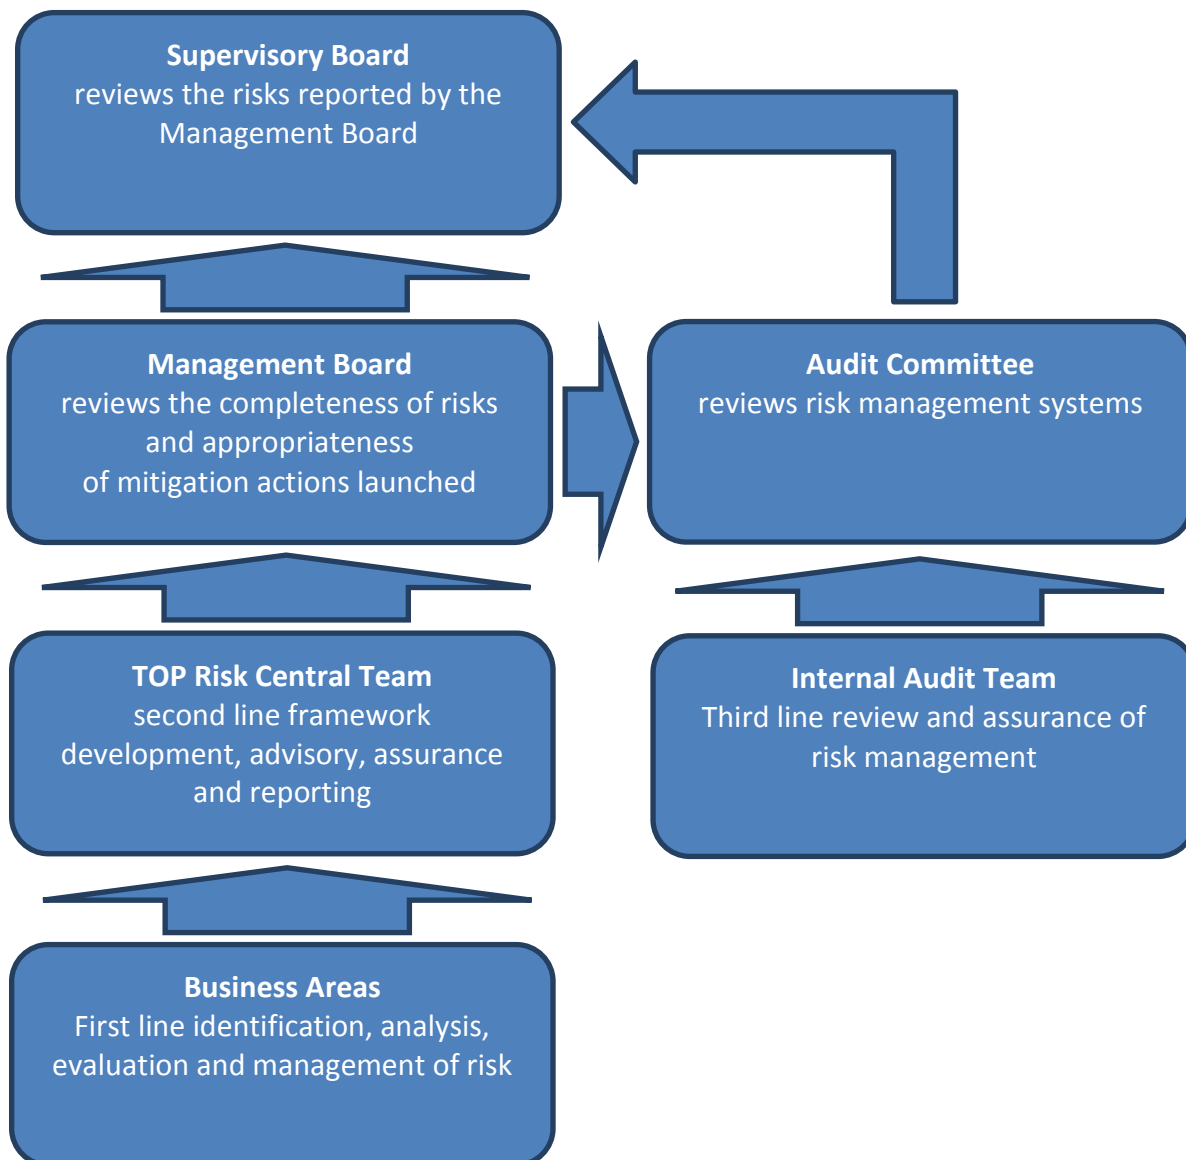 Supervisory Board
reviews the risks reported by the
Management Board
Management Board
reviews the completeness of risks
and appropriateness
of mitigation actions launched
Audit Committee
reviews risk management systems
TOP Risk Central Team
second line framework
development, advisory, assurance
and reporting
Internal Audit Team
Third line review and assurance of
risk management
Business Areas
First line identification, analysis,
evaluation and management of risk